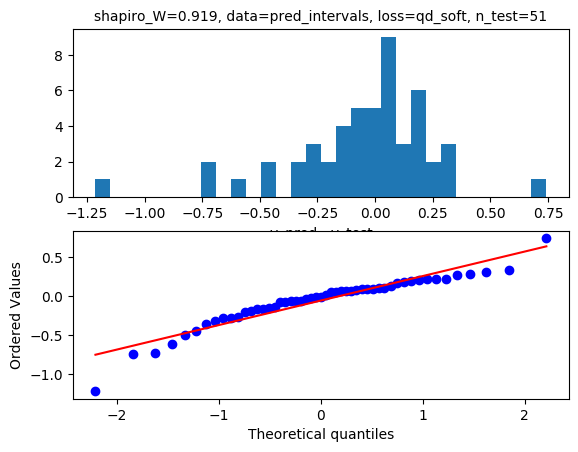 shapiro_W=0.919, data=pred_intervals, loss=qd_soft, n_test=51
8
6
4
2
0
−1.25 −1.00 −0.75 −0.50 −0.25 0.00 0.25 0.50 0.75
0.5
0.0
−0.5
−1.0
Ordered Values
−2 −1 0 1 2
Theoretical quantiles